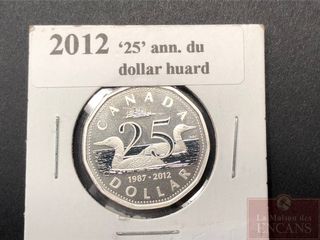 2012 ‘25’ ann. du
dollar huard
CANADA
25
1987 - 2012
DOLLAR
La Maison des
ENCANS